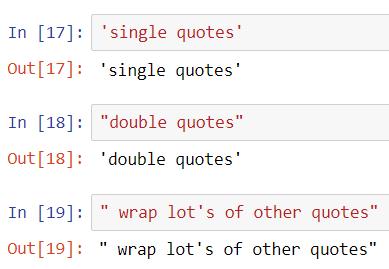 In [17]: 'single quotes'
Out[17]: 'single quotes'
In [18]: "double quotes"
Out[18]: 'double quotes'
In [19]: " wrap lot's of other quotes"
Out[19]: " wrap lot's of other quotes"